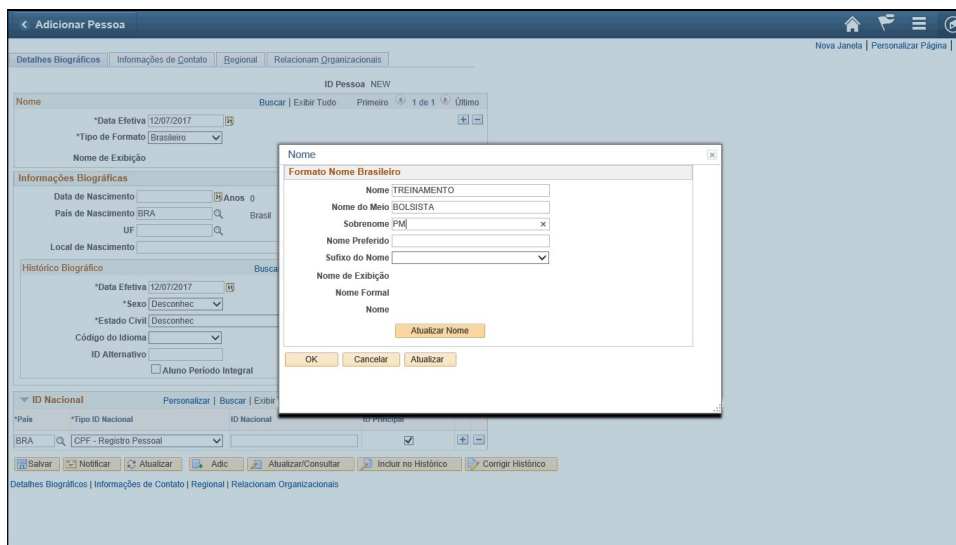 Adicionar Pessoa
Nova Janela | Personalizar Página |
Detalhes Biográficos Informações de Contato Regional Relacionam Organizacionais
ID Pessoa NEW
Nome Buscar | Exibir Tudo Primeiro 1 de 1 Último
*Data Efetiva 12/07/2017
*Tipo de Formato Brasileiro
Nome de Exibição
Informações Biográficas
Data de Nascimento Anos 0
País de Nascimento BRA Brasil
UF
Local de Nascimento
Histórico Biográfico Busca
*Data Efetiva 12/07/2017
*Sexo Desconhec
*Estado Civil Desconhec
Código do Idioma
ID Alternativo
Aluno Período Integral
ID Nacional Personalizar | Buscar | Exibir
*País *Tipo ID Nacional ID Nacional ID Principal
BRA CPF - Registro Pessoal
Salvar Notificar Atualizar Adic Atualizar/Consultar Incluir no Histórico Corrigir Histórico
Detalhes Biográficos | Informações de Contato | Regional | Relacionam Organizacionais
Nome
Formato Nome Brasileiro
Nome TREINAMENTO
Nome do Meio BOLSISTA
Sobrenome PM
Nome Preferido
Sufixo do Nome
Nome de Exibição
Nome Formal
Nome
Atualizar Nome
OK Cancelar Atualizar